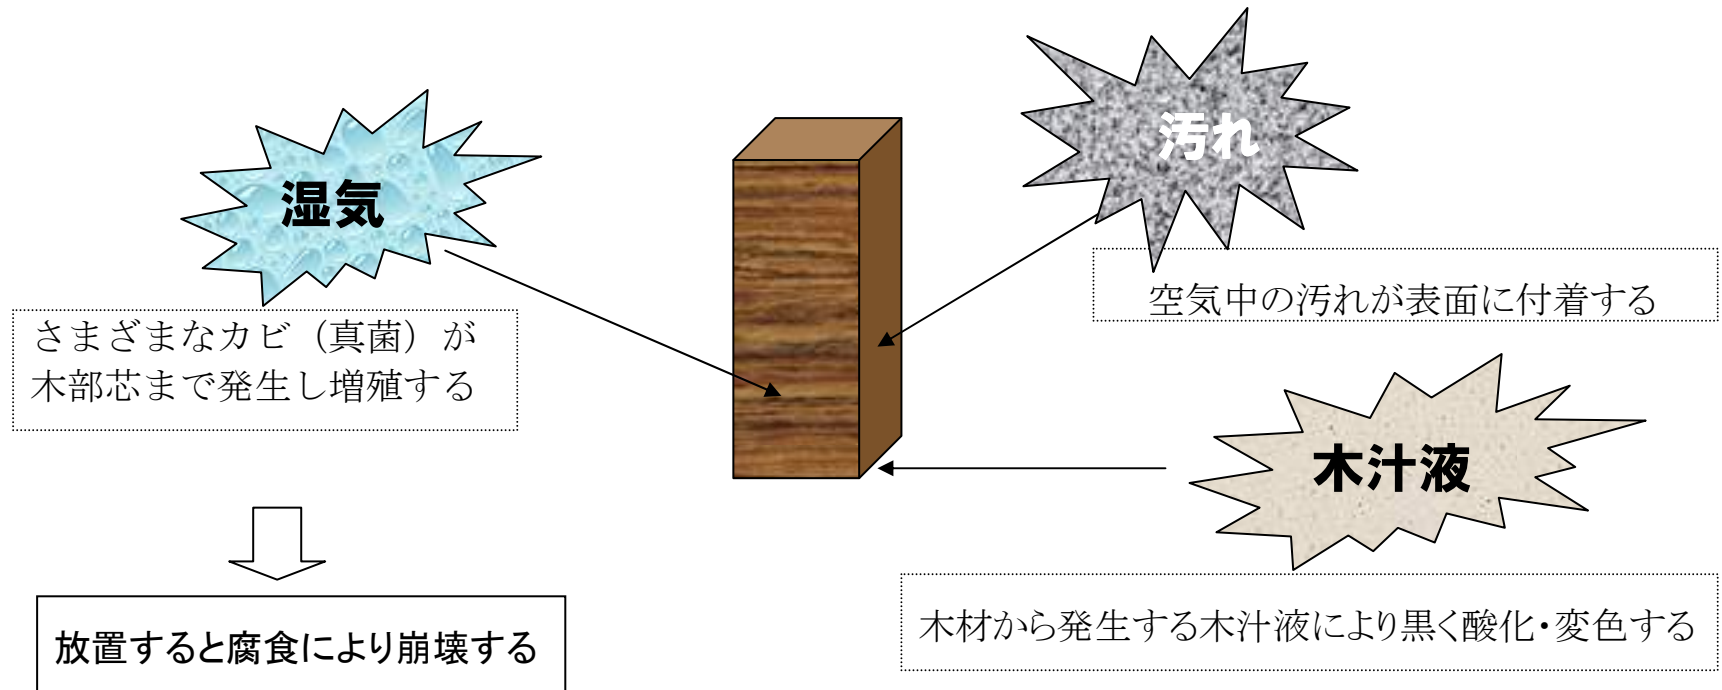 汚れ
湿気
空気中の汚れが表面に付着する
さまざまなカビ（真菌）が
木部芯まで発生し増殖する
木汁液
木材から発生する木汁液により黒く酸化・変色する
放置すると腐食により崩壊する